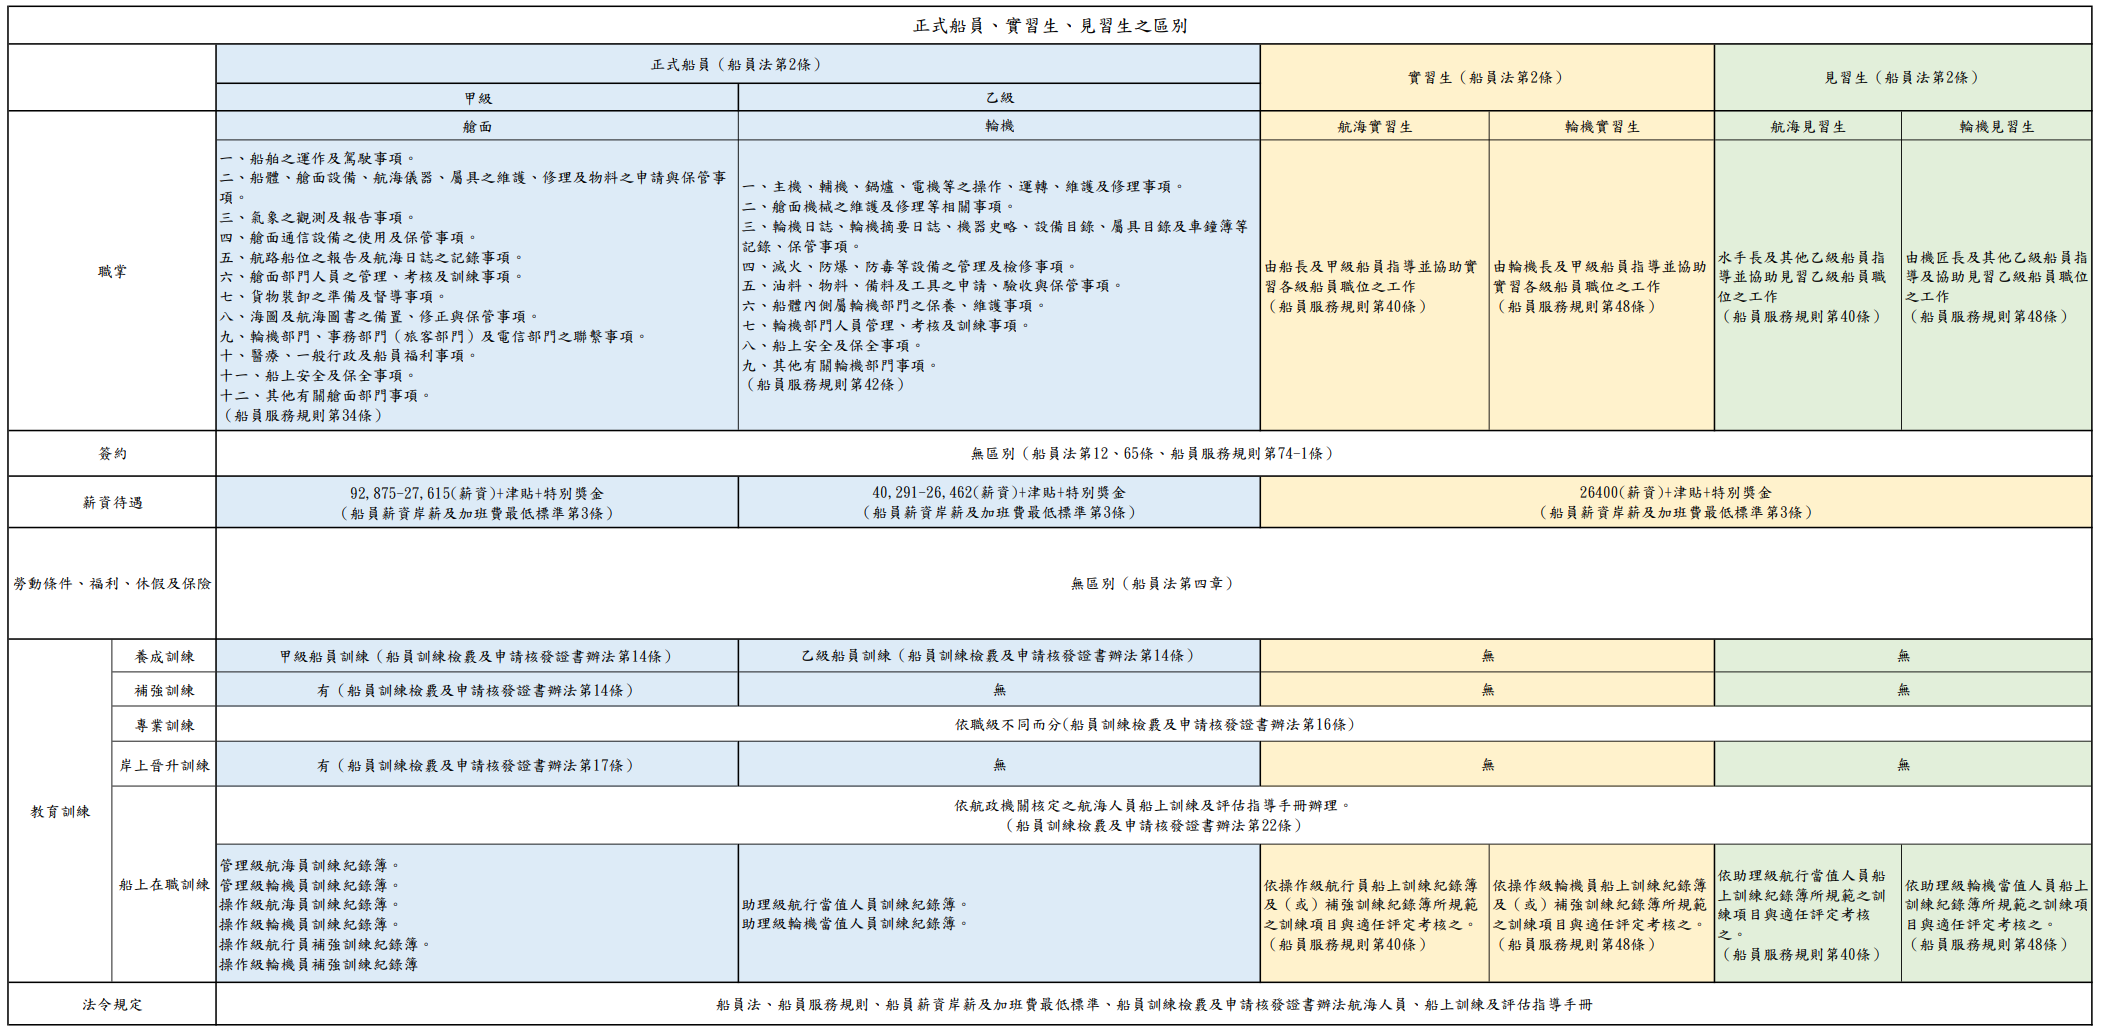 正式船員、實習生、見習生之區別
正式船員（船員法第2條）
實習生（船員法第2條）
見習生（船員法第2條）
甲級
乙級
職掌
艙面
輪機
航海實習生
輪機實習生
航海見習生
輪機見習生
一、船舶之運作及駕駛事項。
二、船體、艙面設備、航海儀器、屬具之維護、修理及物料之申請與保管事
項。
三、氣象之觀測及報告事項。
四、艙面通信設備之使用及保管事項。
五、航路船位之報告及航海日誌之記錄事項。
六、艙面部門人員之管理、考核及訓練事項。
七、貨物裝卸之準備及督導事項。
八、海圖及航海圖書之備置、修正與保管事項。
九、輪機部門、事務部門（旅客部門）及電信部門之聯繫事項。
十、醫療、一般行政及船員福利事項。
十一、船上安全及保全事項。
十二、其他有關艙面部門事項。
（船員服務規則第34條）
一、主機、輔機、鍋爐、電機等之操作、運轉、維護及修理事項。
二、艙面機械之維護及修理等相關事項。
三、輪機日誌、輪機摘要日誌、機器史略、設備目錄、屬具目錄及車鐘簿等
記錄、保管事項。
四、滅火、防爆、防毒等設備之管理及檢修事項。
五、油料、物料、備料及工具之申請、驗收與保管事項。
六、船體內側屬輪機部門之保養、維護事項。
七、輪機部門人員管理、考核及訓練事項。
八、船上安全及保全事項。
九、其他有關輪機部門事項。
（船員服務規則第42條）
由船長及甲級船員指導並協助實
習各級船員職位之工作
（船員服務規則第40條）
由輪機長及甲級船員指導並協助
實習各級船員職位之工作
（船員服務規則第48條）
水手長及其他乙級船員指
導並協助見習乙級船員職
位之工作
（船員服務規則第40條）
由機匠長及其他乙級船員指
導及協助見習乙級船員職位
之工作
（船員服務規則第48條）
簽約
無區別（船員法第12、65條、船員服務規則第74-1條）
薪資待遇
92,875-27,615(薪資)+津貼+特別獎金
（船員薪資岸薪及加班費最低標準第3條）
40,291-26,462(薪資)+津貼+特別獎金
（船員薪資岸薪及加班費最低標準第3條）
26400(薪資)+津貼+特別獎金
（船員薪資岸薪及加班費最低標準第3條）
勞動條件、福利、休假及保險
無區別（船員法第四章）
教育訓練
養成訓練
甲級船員訓練（船員訓練檢覈及申請核發證書辦法第14條）
乙級船員訓練（船員訓練檢覈及申請核發證書辦法第14條）
無
無
補強訓練
有（船員訓練檢覈及申請核發證書辦法第14條）
無
無
無
專業訓練
依職級不同而分(船員訓練檢覈及申請核發證書辦法第16條)
岸上晉升訓練
有（船員訓練檢覈及申請核發證書辦法第17條）
無
無
無
船上在職訓練
依航政機關核定之航海人員船上訓練及評估指導手冊辦理。
（船員訓練檢覈及申請核發證書辦法第22條）
管理級航海員訓練紀錄簿。
管理級輪機員訓練紀錄簿。
操作級航海員訓練紀錄簿。
操作級輪機員訓練紀錄簿。
操作級航行員補強訓練紀錄簿。
操作級輪機員補強訓練紀錄簿
助理級航行當值人員訓練紀錄簿。
助理級輪機當值人員訓練紀錄簿。
依操作級航行員船上訓練紀錄簿
及（或）補強訓練紀錄簿所規範
之訓練項目與適任評定考核之。
（船員服務規則第40條）
依操作級輪機員船上訓練紀錄簿
及（或）補強訓練紀錄簿所規範
之訓練項目與適任評定考核之。
（船員服務規則第48條）
依助理級航行當值人員船
上訓練紀錄簿所規範之訓
練項目與適任評定考核
之。
（船員服務規則第40條）
依助理級輪機當值人員船上
訓練紀錄簿所規範之訓練項
目與適任評定考核之。
（船員服務規則第48條）
法令規定
船員法、船員服務規則、船員薪資岸薪及加班費最低標準、船員訓練檢覈及申請核發證書辦法航海人員、船上訓練及評估指導手冊